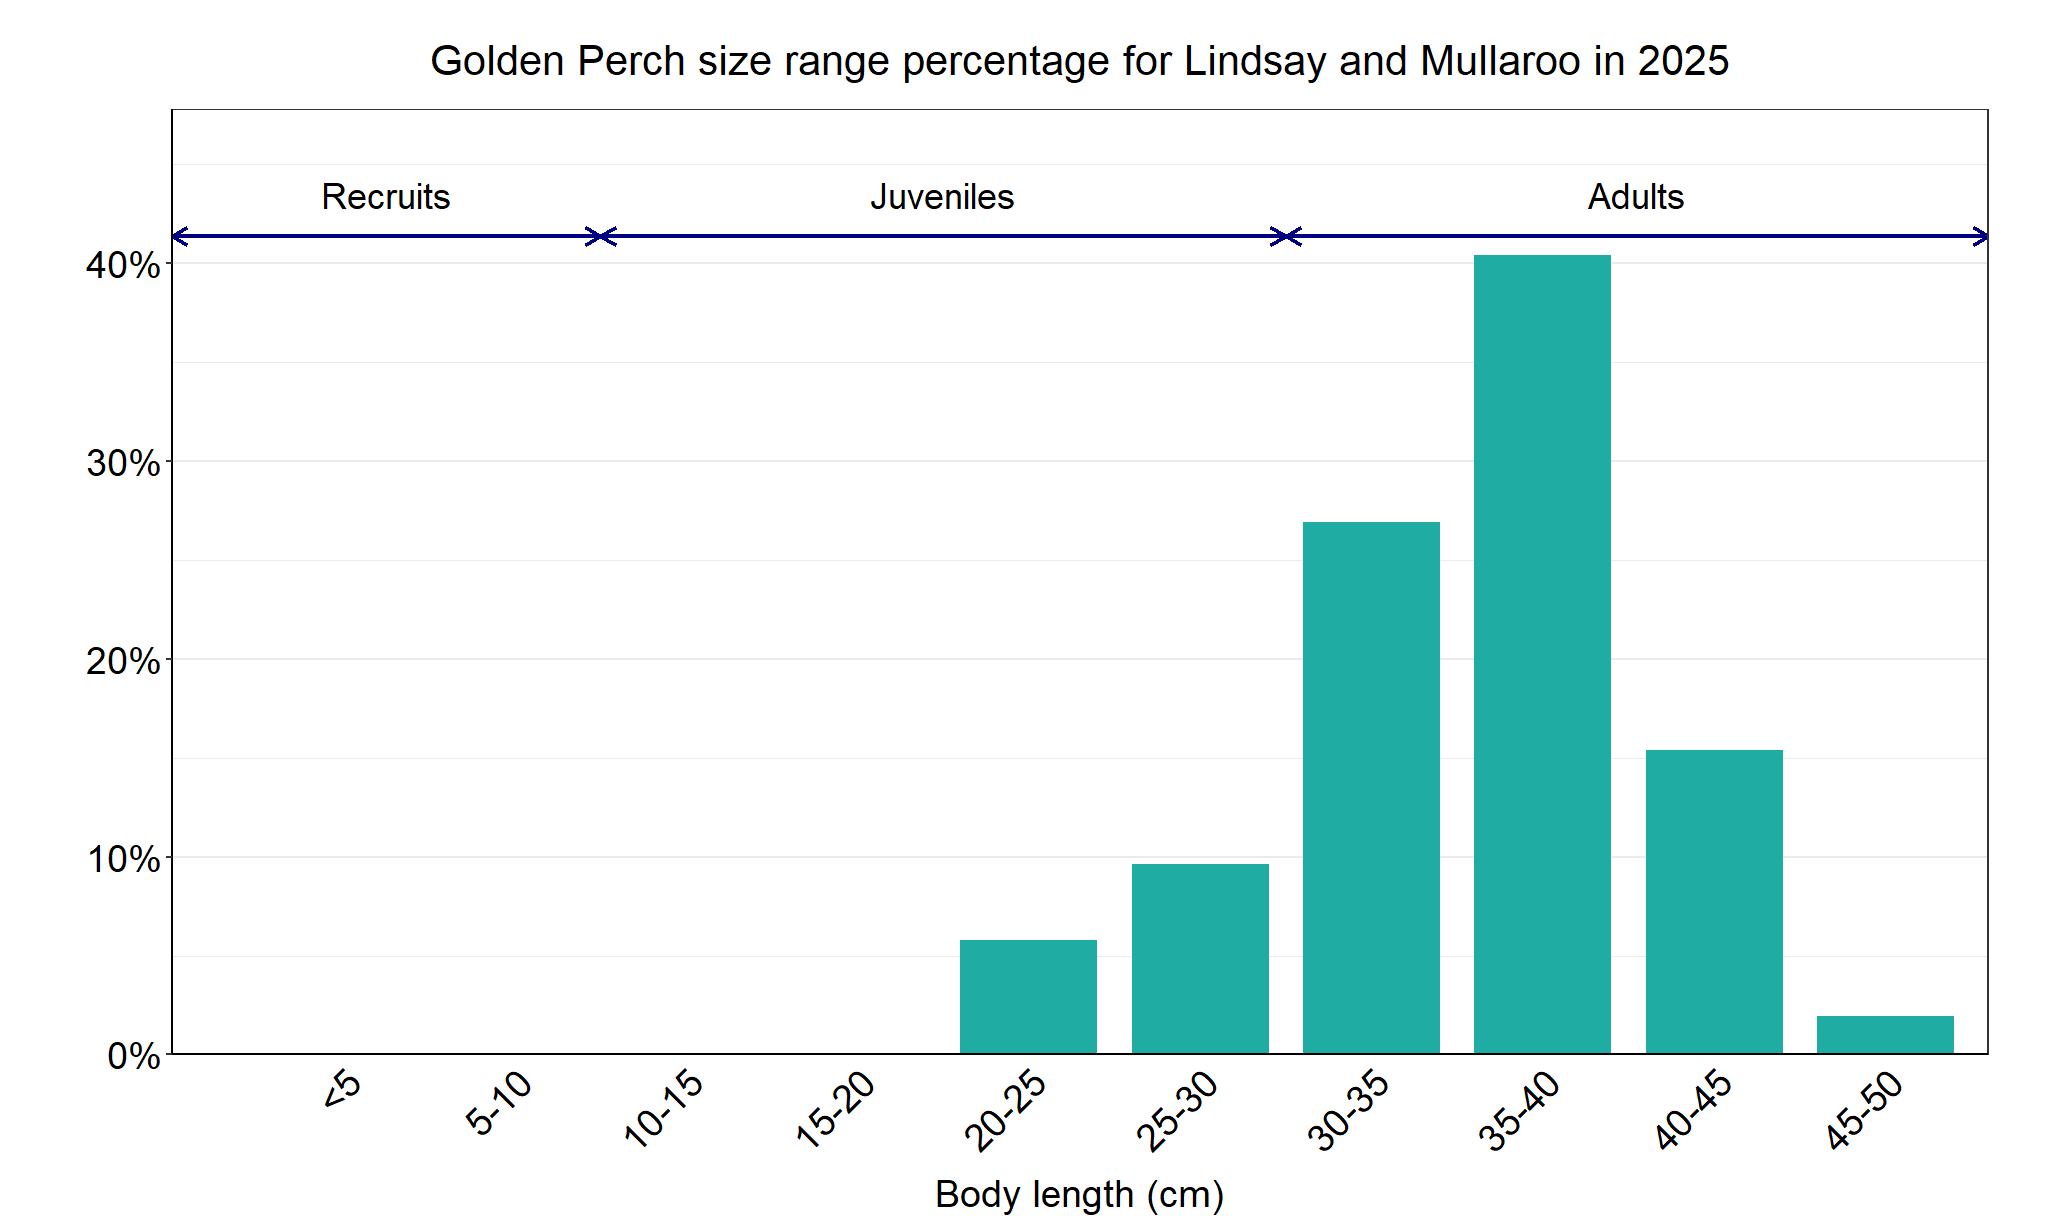 Golden Perch size range percentage for Lindsay and Mullaroo in 2025
Recruits Juveniles Adults
40%
30%
20%
10%
0%
<5 5-10 10-15 15-20 20-25 25-30 30-35 35-40 40-45 45-50
Body length (cm)